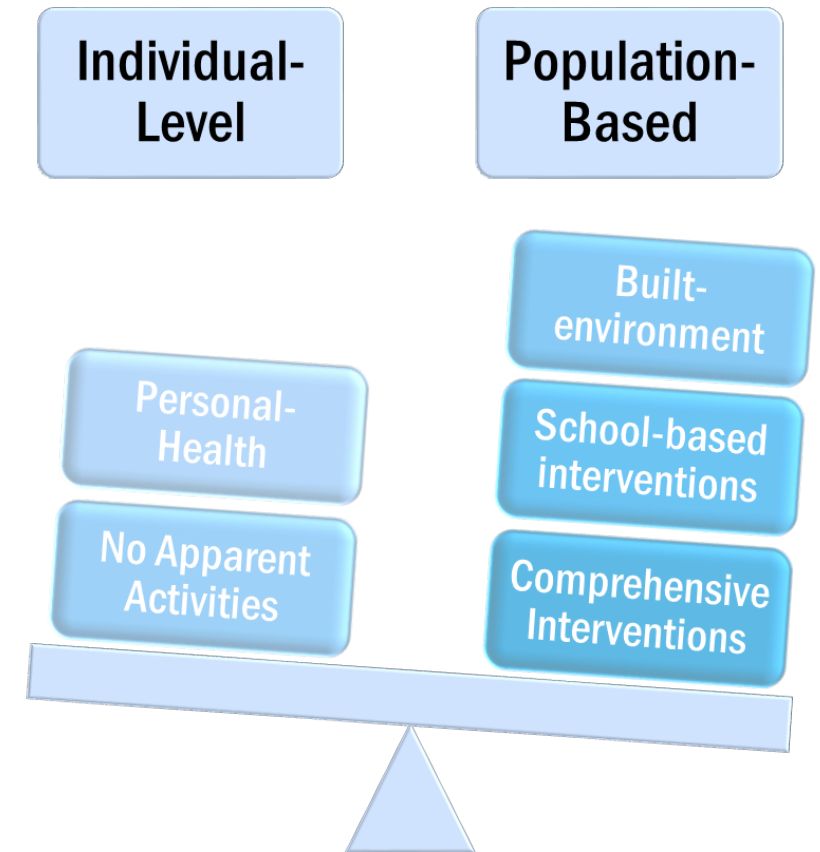 Individual-
Level
Population-
Based
Personal-
Health
No Apparent
Activities
Built-
environment
School-based
interventions
Comprehensive
Interventions